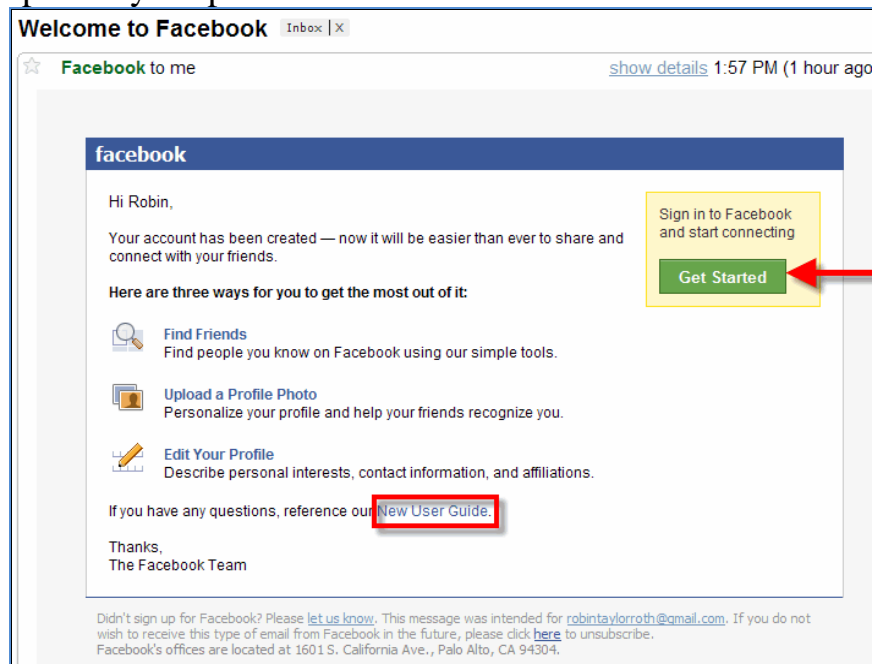 Welcome to Facebook Inbox | X
Facebook to me show details 1:57 PM (1 hour ago
facebook
Hi Robin,
Your account has been created — now it will be easier than ever to share and
connect with your friends.
Here are three ways for you to get the most out of it:
Sign in to Facebook
and start connecting
Get Started
Find Friends
Find people you know on Facebook using our simple tools.
Upload a Profile Photo
Personalize your profile and help your friends recognize you.
Edit Your Profile
Describe personal interests, contact information, and affiliations.
If you have any questions, reference our New User Guide.
Thanks,
The Facebook Team
Didn't sign up for Facebook? Please let us know. This message was intended for robintaylorroth@gmail.com. If you do not
wish to receive this type of email from Facebook in the future, please click here to unsubscribe.
Facebook's offices are located at 1601 S. California Ave., Palo Alto, CA 94304.